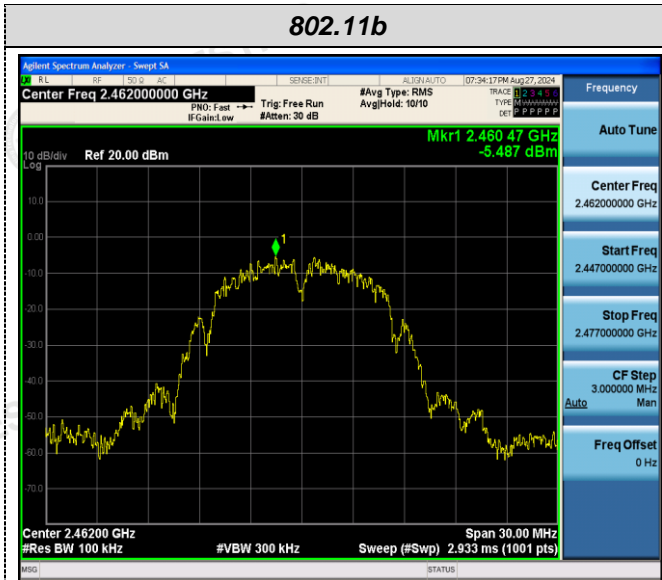 802.11b
Agilent Spectrum Analyzer - Swept SA
RL RF 50 Ω AC SENSE:INT ALIGN AUTO 07:34:17 PM Aug 27, 2024
Center Freq 2.462000000 GHz
PNO: Fast
IFGain:Low
Trig: Free Run
#Atten: 30 dB
#Avg Type: RMS
Avg|Hold: 10/10
TRACE 1 2 3 4 5 6
TYPE M
DET P P P P P P
Mkr1 2.460 47 GHz
-5.487 dBm
10 dB/div Ref 20.00 dBm
Log
10.0
0.00
-10.0
-20.0
-30.0
-40.0
-50.0
-60.0
-70.0
1
Center 2.46200 GHz Span 30.00 MHz
#Res BW 100 kHz #VBW 300 kHz Sweep (#Swp) 2.933 ms (1001 pts)
MSG STATUS
Frequency
Auto Tune
Center Freq
2.462000000 GHz
Start Freq
2.447000000 GHz
Stop Freq
2.477000000 GHz
CF Step
3.000000 MHz
Auto Man
Freq Offset
0 Hz